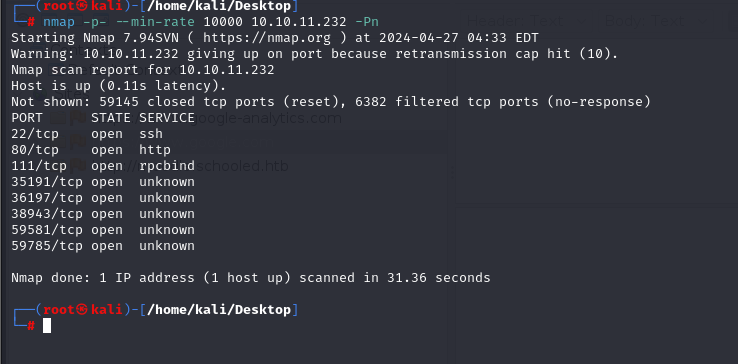 ┌──(root㉿kali)-[/home/kali/Desktop]
└─# nmap -p- --min-rate 10000 10.10.11.232 -Pn
Starting Nmap 7.94SVN ( https://nmap.org ) at 2024-04-27 04:33 EDT
Warning: 10.10.11.232 giving up on port because retransmission cap hit (10).
Nmap scan report for 10.10.11.232
Host is up (0.11s latency).
Not shown: 59145 closed tcp ports (reset), 6382 filtered tcp ports (no-response)
PORT      STATE SERVICE
22/tcp    open  ssh
80/tcp    open  http
111/tcp   open  rpcbind
35191/tcp open  unknown
36197/tcp open  unknown
38943/tcp open  unknown
59581/tcp open  unknown
59785/tcp open  unknown
Nmap done: 1 IP address (1 host up) scanned in 31.36 seconds
┌──(root㉿kali)-[/home/kali/Desktop]
└─#
google-analytics.com
schooled.htb